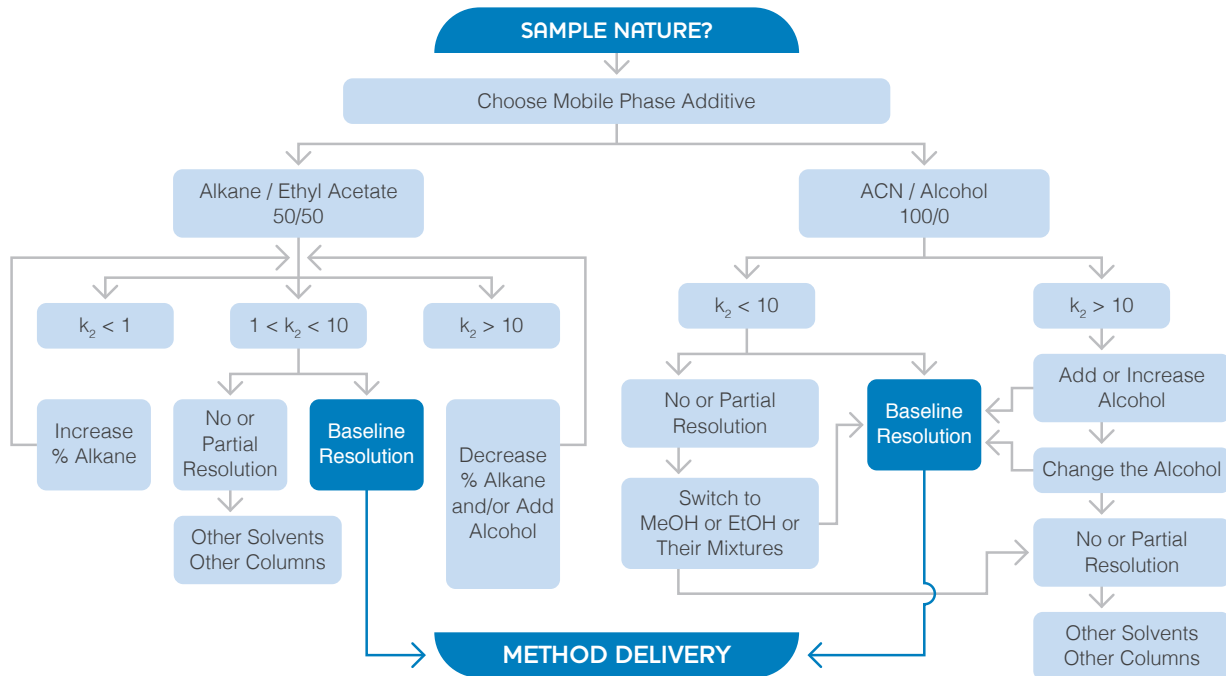 SAMPLE NATURE?
Choose Mobile Phase Additive
Alkane / Ethyl Acetate
50/50
ACN / Alcohol
100/0
k₂ < 1
1 < k₂ < 10
k₂ > 10
k₂ < 10
k₂ > 10
Increase
% Alkane
No or
Partial
Resolution
Baseline
Resolution
Decrease
% Alkane
and/or Add
Alcohol
Other Solvents
Other Columns
No or Partial
Resolution
Baseline
Resolution
Add or Increase
Alcohol
Change the Alcohol
Switch to
MeOH or EtOH or
Their Mixtures
No or Partial
Resolution
Other Solvents
Other Columns
METHOD DELIVERY